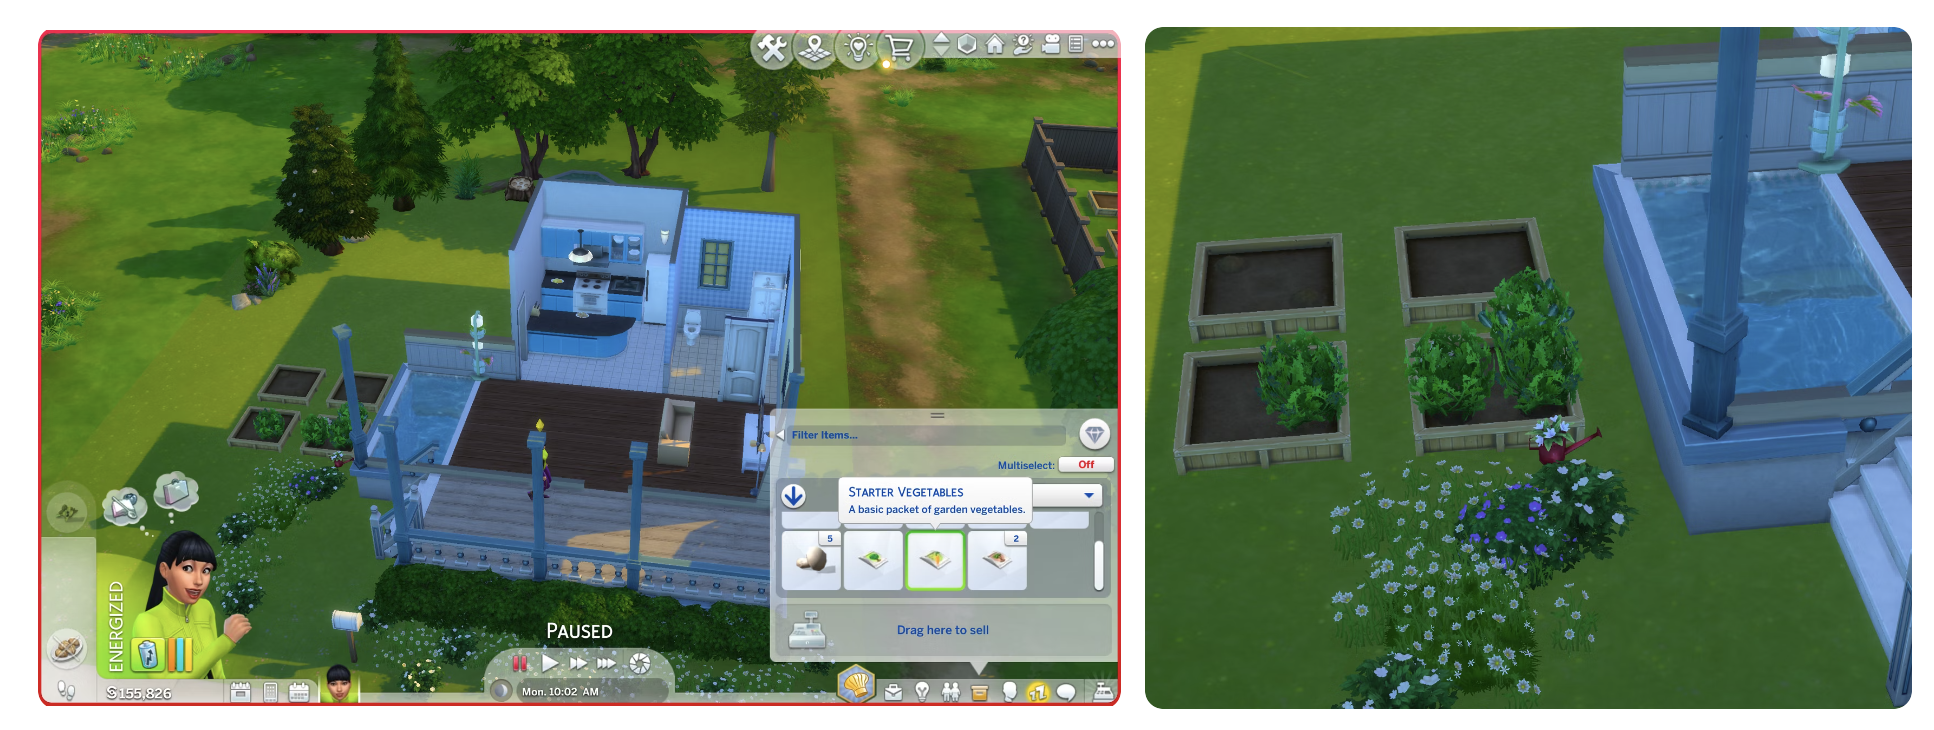 Filter Items...
Multiselect: Off
STARTER VEGETABLES
A basic packet of garden vegetables.
5
2
Drag here to sell
ENERGIZED
PAUSED
§155,826
Mon. 10:02 AM